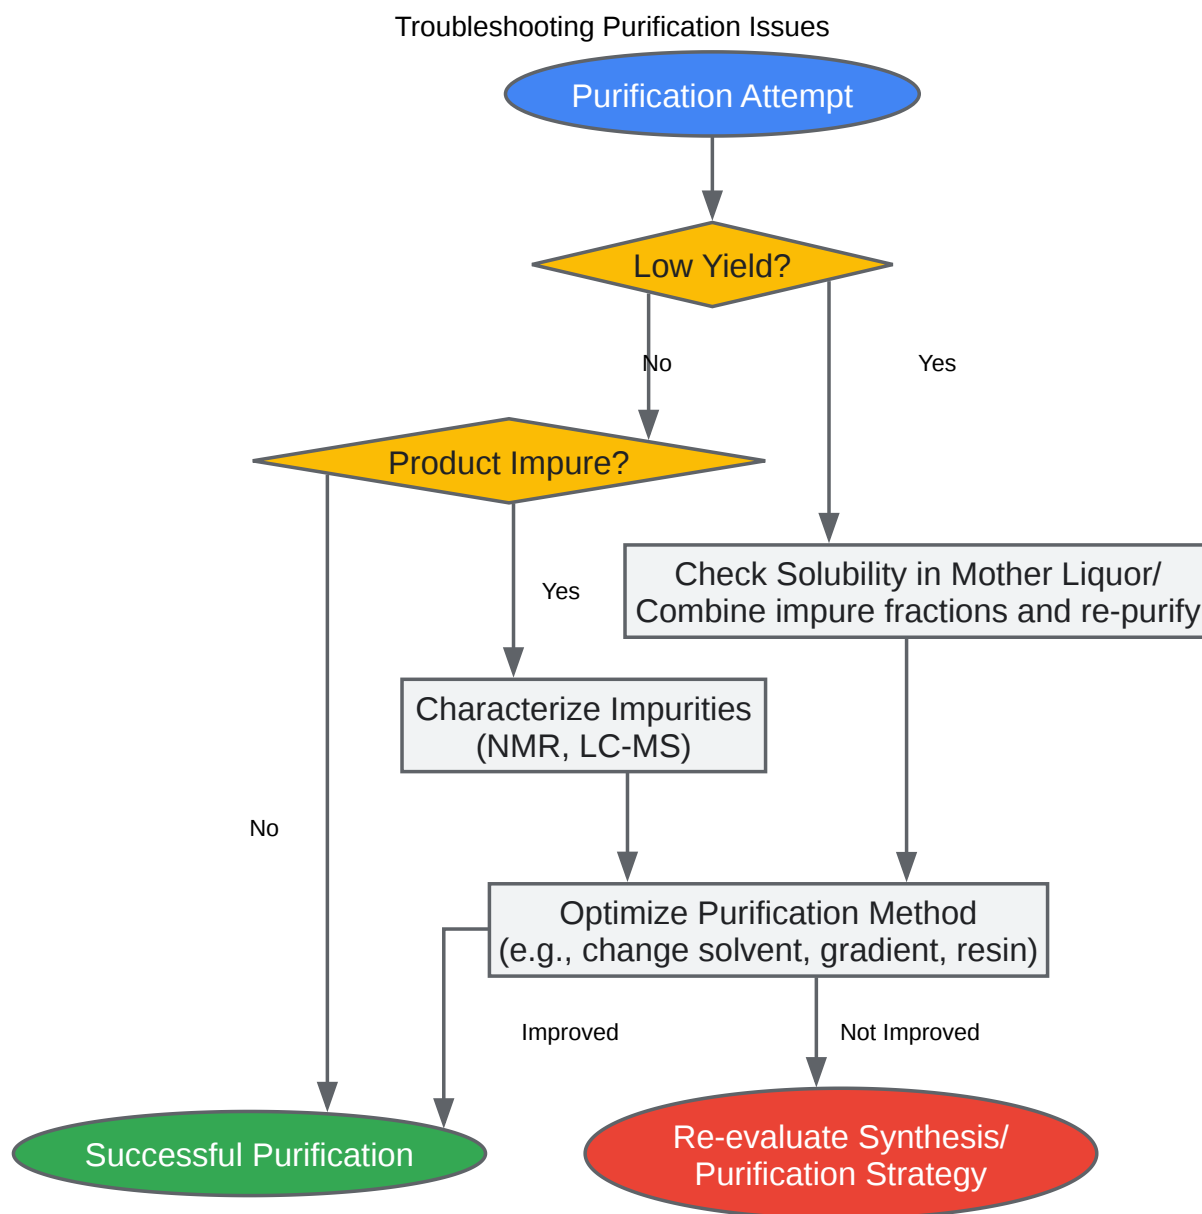 Troubleshooting Purification Issues
Purification Attempt
Low Yield?
No
Yes
Product Impure?
Check Solubility in Mother Liquor/
Combine impure fractions and re-purify
Yes
Characterize Impurities
(NMR, LC-MS)
No
Optimize Purification Method
(e.g., change solvent, gradient, resin)
Improved
Not Improved
Successful Purification
Re-evaluate Synthesis/
Purification Strategy